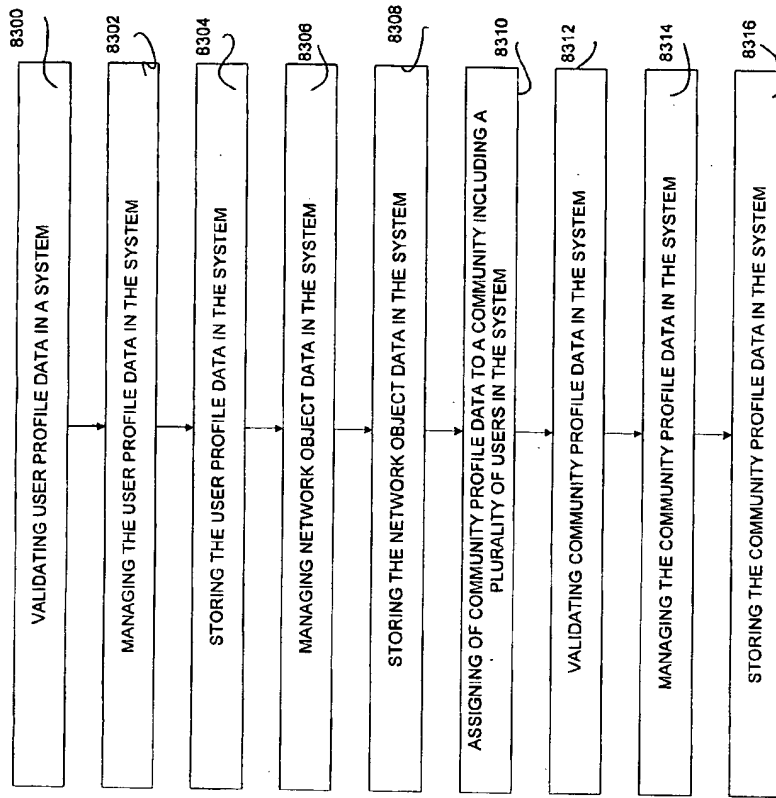 8300
VALIDATING USER PROFILE DATA IN A SYSTEM
8302
MANAGING THE USER PROFILE DATA IN THE SYSTEM
8304
STORING THE USER PROFILE DATA IN THE SYSTEM
8306
MANAGING NETWORK OBJECT DATA IN THE SYSTEM
8308
STORING THE NETWORK OBJECT DATA IN THE SYSTEM
8310
ASSIGNING OF COMMUNITY PROFILE DATA TO A COMMUNITY INCLUDING A
PLURALITY OF USERS IN THE SYSTEM
8312
VALIDATING COMMUNITY PROFILE DATA IN THE SYSTEM
8314
MANAGING THE COMMUNITY PROFILE DATA IN THE SYSTEM
8316
STORING THE COMMUNITY PROFILE DATA IN THE SYSTEM